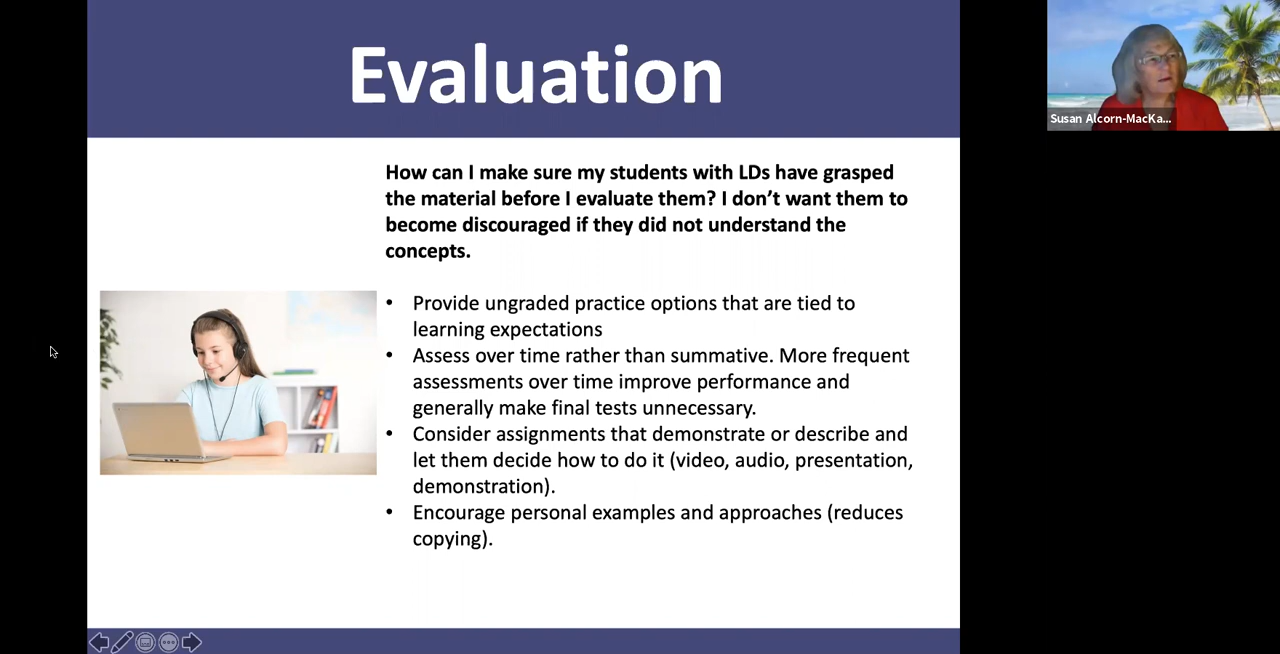 Evaluation
Susan Alcorn-MacKa...
How can I make sure my students with LDs have grasped
the material before I evaluate them? I don’t want them to
become discouraged if they did not understand the
concepts.
• Provide ungraded practice options that are tied to
learning expectations
• Assess over time rather than summative. More frequent
assessments over time improve performance and
generally make final tests unnecessary.
• Consider assignments that demonstrate or describe and
let them decide how to do it (video, audio, presentation,
demonstration).
• Encourage personal examples and approaches (reduces
copying).